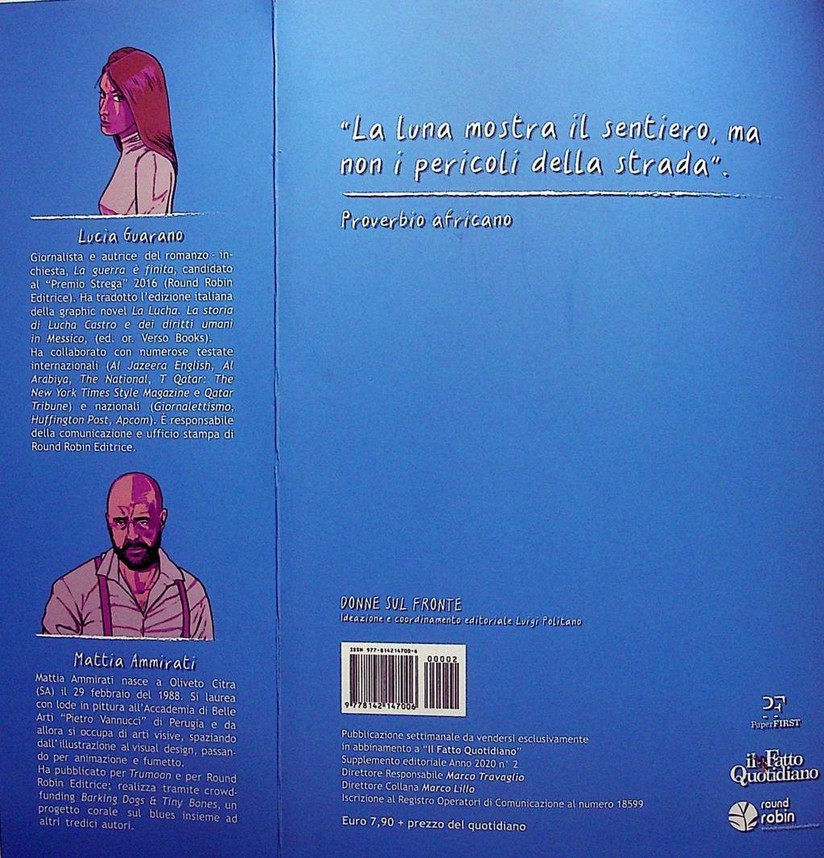 Lucia Guarano
Giornalista e autrice del romanzo - in-
chiesta, La guerra è finita, candidato
al "Premio Strega" 2016 (Round Robin
Editrice). Ha tradotto l'edizione italiana
della graphic novel La Lucha. La storia
di Lucha Castro e dei diritti umani
in Messico, (ed. or. Verso Books).
Ha collaborato con numerose testate
internazionali (Al Jazeera English, Al
Arabiya, The National, T Qatar: The
New York Times Style Magazine e Qatar
Tribune) e nazionali (Giornalettismo,
Huffington Post, Apcom). È responsabile
della comunicazione e ufficio stampa di
Round Robin Editrice.
Mattia Ammirati
Mattia Ammirati nasce a Oliveto Citra
(SA) il 29 febbraio del 1988. Si laurea
con lode in pittura all'Accademia di Belle
Arti "Pietro Vannucci" di Perugia e da
allora si occupa di arti visive, spaziando
dall'illustrazione al visual design, passan-
do per animazione e fumetto.
Ha pubblicato per Trumoon e per Round
Robin Editrice; realizza tramite crowd-
funding Barking Dogs & Tiny Bones, un
progetto corale sul blues insieme ad
altri tredici autori.
"La luna mostra il sentiero, ma
non i pericoli della strada".
Proverbio africano
DONNE SUL FRONTE
Ideazione e coordinamento editoriale Luigi Politano
ISBN 977-814214700-6
00002
9 778142 147006
Pubblicazione settimanale da vendersi esclusivamente
in abbinamento a "Il Fatto Quotidiano"
Supplemento editoriale Anno 2020 n° 2
Direttore Responsabile Marco Travaglio
Direttore Collana Marco Lillo
Iscrizione al Registro Operatori di Comunicazione al numero 18599
Euro 7,90 + prezzo del quotidiano
PaperFIRST
il Fatto
Quotidiano
round
robin